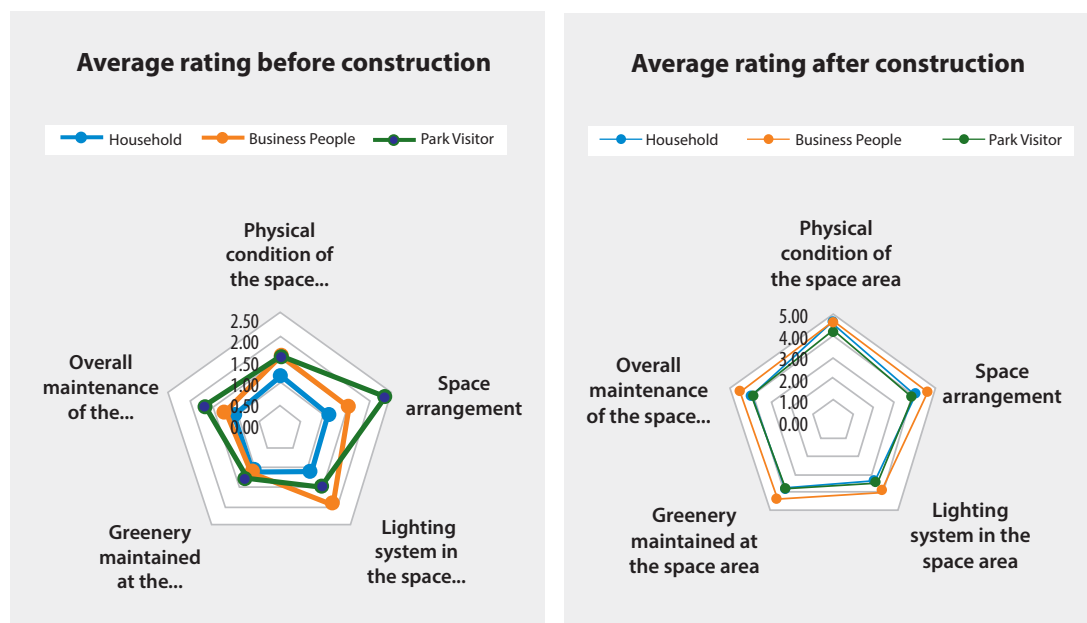 Average rating before construction
Household
Business People
Park Visitor
Physical
condition of
the space...
2.50
2.00
1.50
1.00
0.50
0.00
Overall
maintenance
of the...
Space
arrangement
Greenery
maintained
at the...
Lighting
system in
the space...
Average rating after construction
Household
Business People
Park Visitor
Physical
condition of
the space area
5.00
4.00
3.00
2.00
1.00
0.00
Overall
maintenance
of the space...
Space
arrangement
Greenery
maintained at
the space area
Lighting
system in the
space area